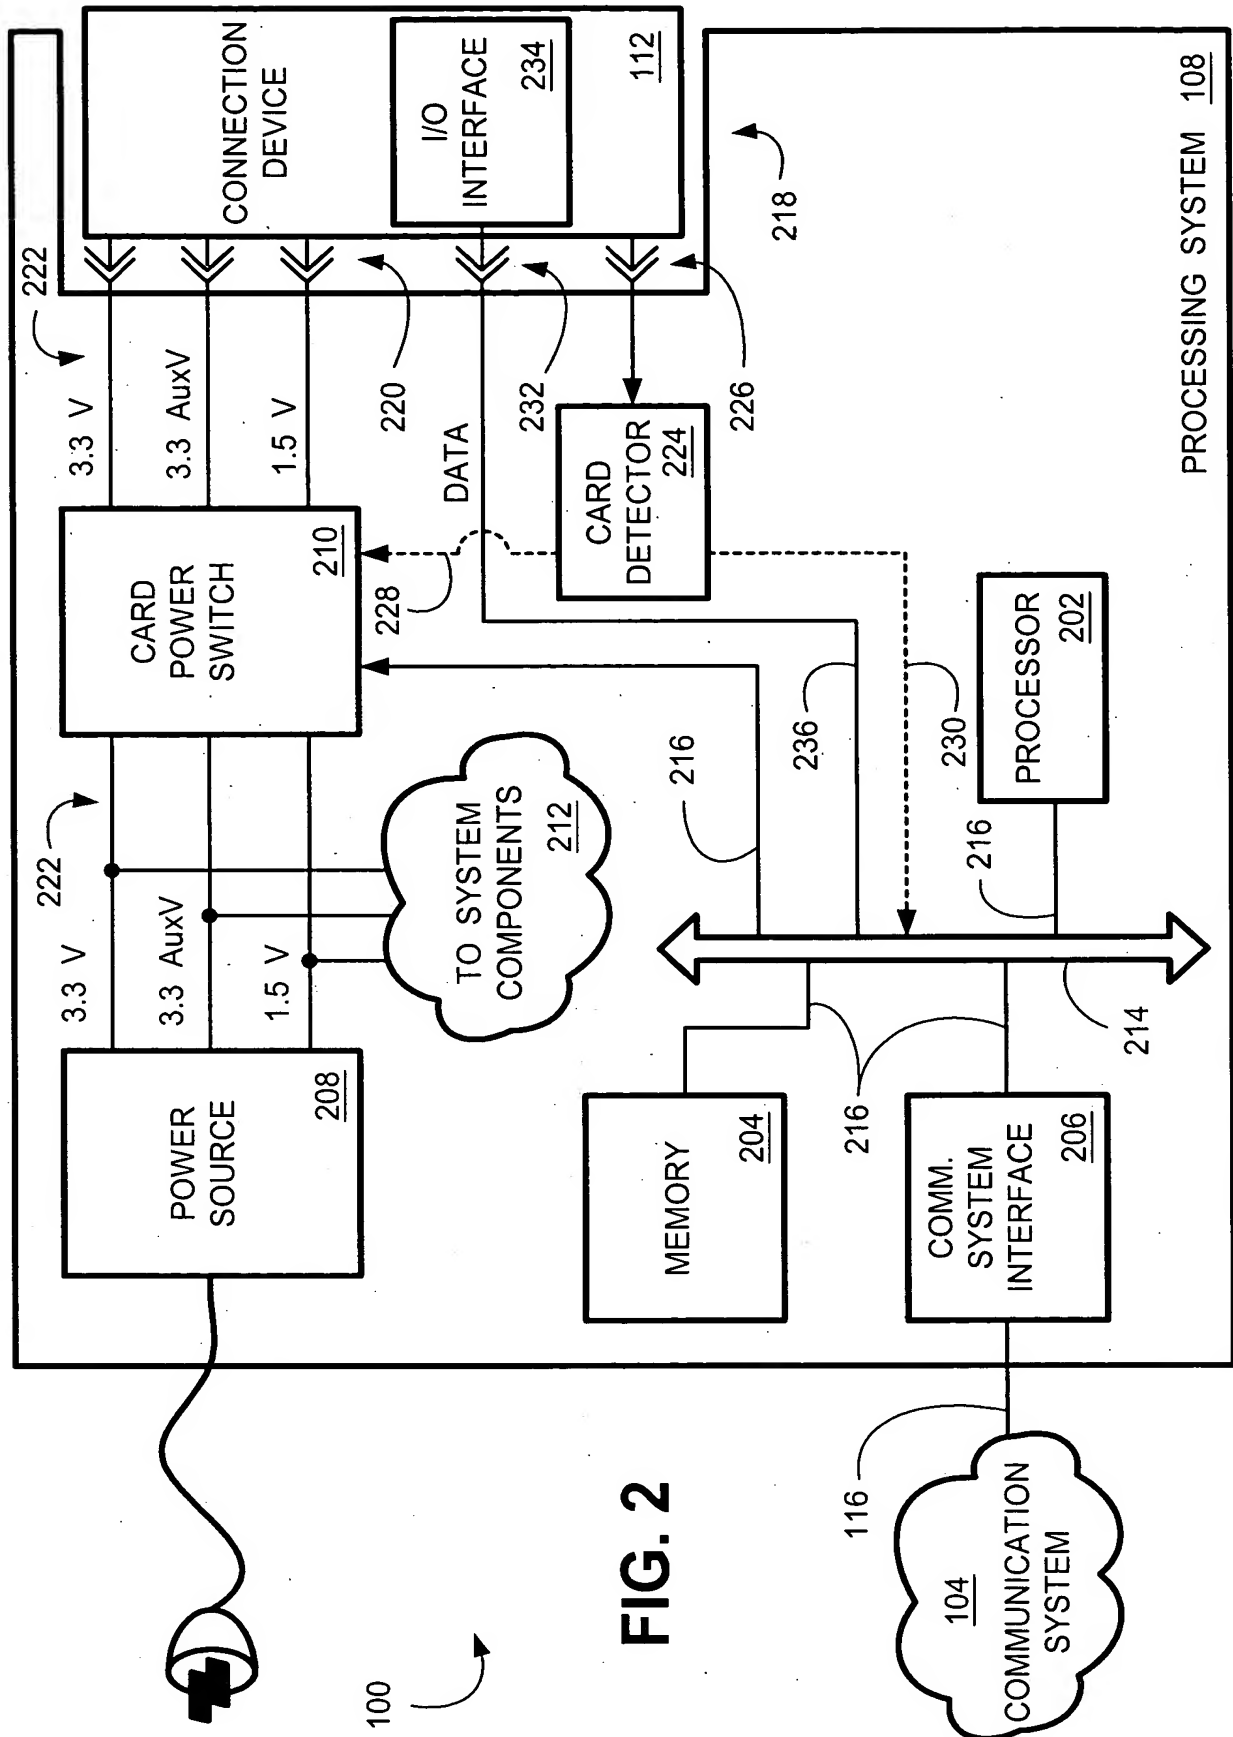 100
POWER
SOURCE
208
3.3 V
3.3 AuxV
1.5 V
222
CARD
POWER
SWITCH
210
3.3 V
3.3 AuxV
1.5 V
222
CONNECTION
DEVICE
I/O
INTERFACE
234
112
TO SYSTEM
COMPONENTS
212
220
DATA
232
226
218
228
CARD
DETECTOR
224
216
236
230
PROCESSOR
202
216
MEMORY
204
216
214
COMM.
SYSTEM
INTERFACE
206
116
104
COMMUNICATION
SYSTEM
PROCESSING SYSTEM 108
FIG. 2